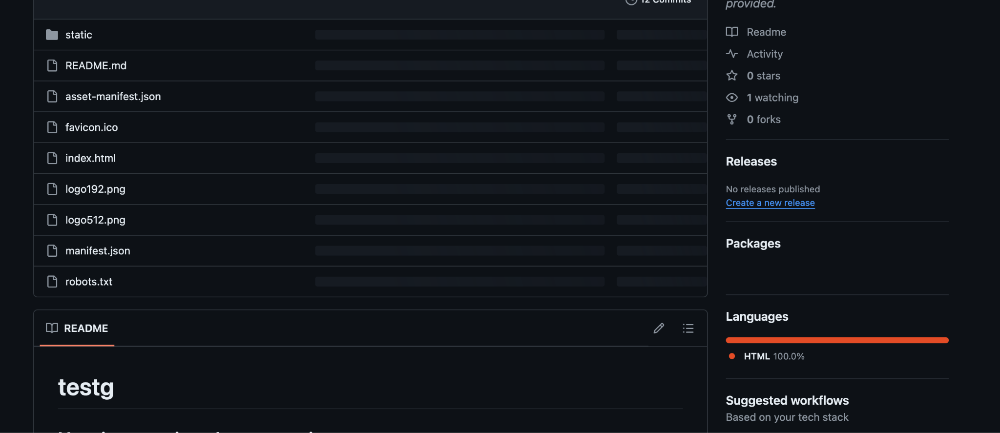 12 Commits
static
README.md
asset-manifest.json
favicon.ico
index.html
logo192.png
logo512.png
manifest.json
robots.txt
README
testg
provided.
Readme
Activity
0 stars
1 watching
0 forks
Releases
No releases published
Create a new release
Packages
Languages
HTML 100.0%
Suggested workflows
Based on your tech stack